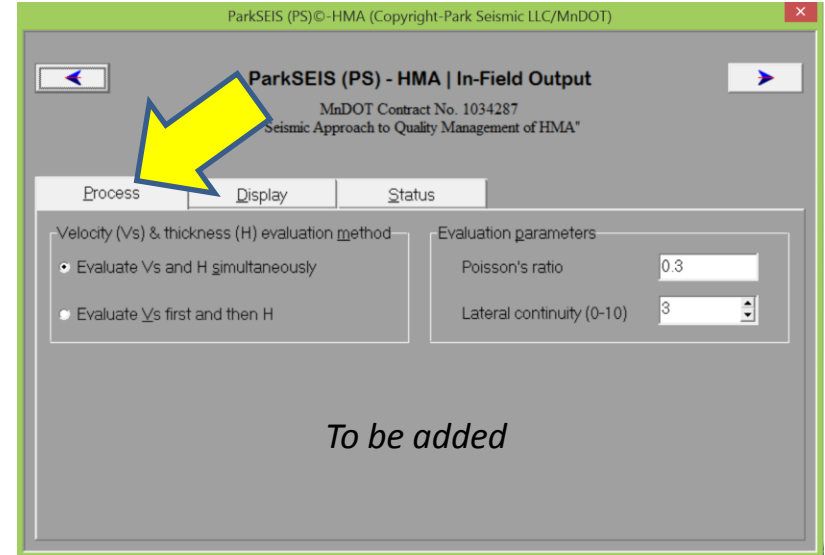 ParkSEIS (PS)©-HMA (Copyright-Park Seismic LLC/MnDOT)
ParkSEIS (PS) - HMA | In-Field Output
MnDOT Contract No. 1034287
Seismic Approach to Quality Management of HMA"
Process Display Status
Velocity (Vs) & thickness (H) evaluation method
Evaluate Vs and H simultaneously
Evaluate Vs first and then H
Evaluation parameters
Poisson's ratio 0.3
Lateral continuity (0-10) 3
To be added